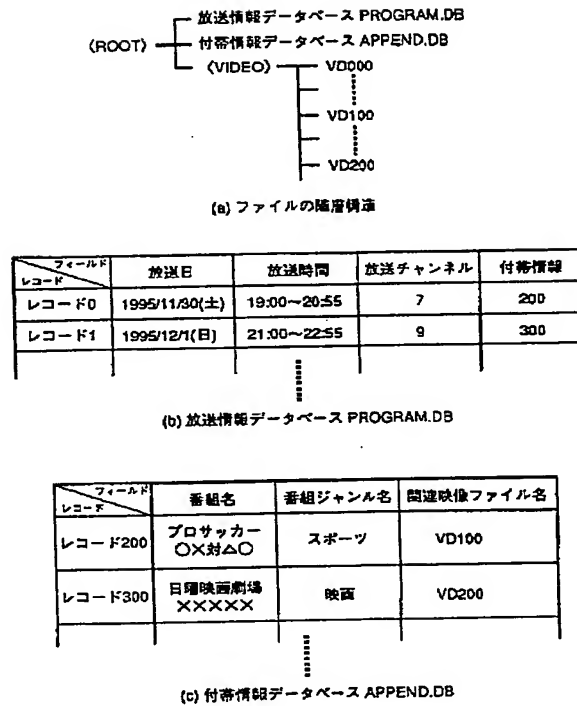 放送情報データベース PROGRAM.DB
〈ROOT〉 付帯情報データベース APPEND.DB
〈VIDEO〉 VD000
VD100
VD200
(a) ファイルの階層構造
フィールド
レコード 放送日 放送時間 放送チャンネル 付帯情報
レコード0 1995/11/30(土) 19:00〜20:55 7 200
レコード1 1995/12/1(日) 21:00〜22:55 9 300
(b) 放送情報データベース PROGRAM.DB
フィールド
レコード 番組名 番組ジャンル名 関連映像ファイル名
レコード200 プロサッカー スポーツ VD100
○×対△○
レコード300 日曜映画劇場 映画 VD200
×××××
(c) 付帯情報データベース APPEND.DB